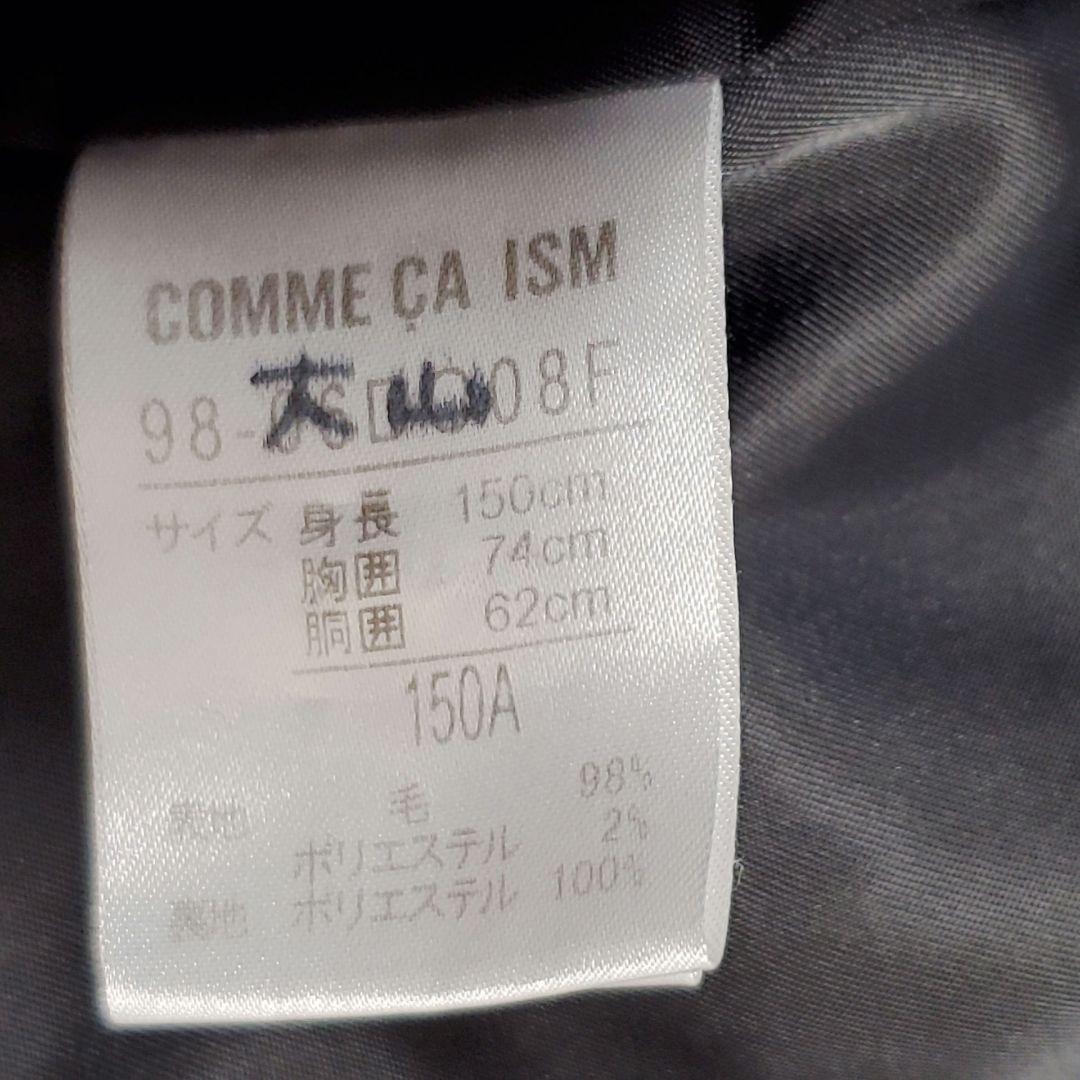 COMME ÇA ISM
98-08F
大山
サイズ 身長 150cm
胸囲 74cm
胴囲 62cm
150A
表地 毛 98%
ポリエステル 2%
裏地 ポリエステル 100%